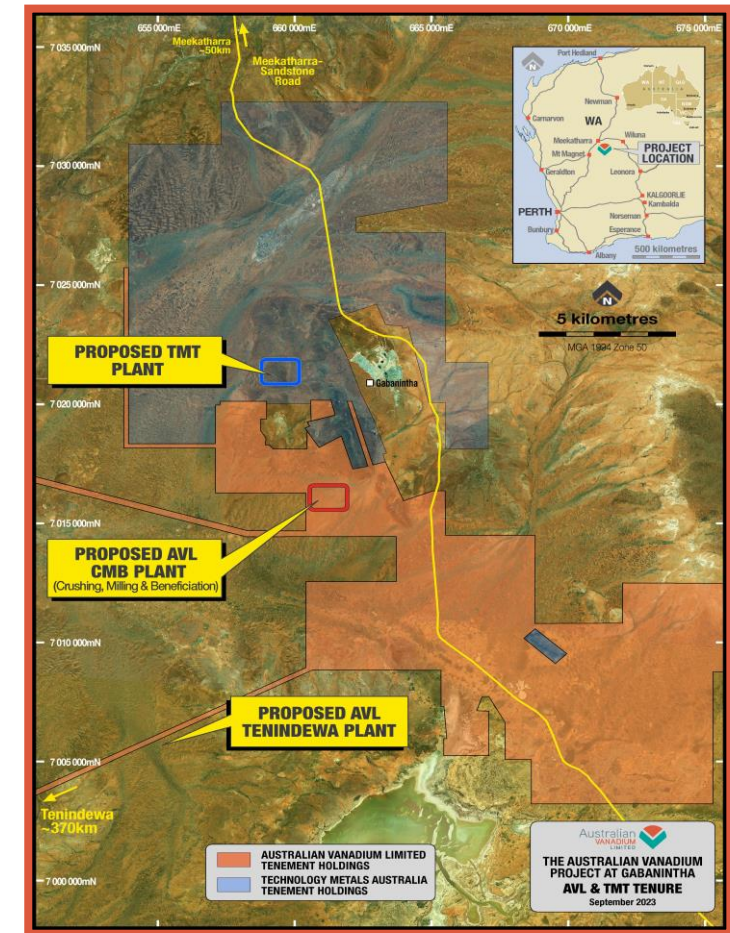 655 000mE
660 000mE
665 000mE
670 000mE
675 000mE
7 035 000mN
Meekatharra
~50km
Meekatharra-
Sandstone
Road
N
Port Hedland
Newman
WA
Carnarvon
Meekatharra
Wiluna
Mt Magnet
PROJECT
LOCATION
Geraldton
Leonora
KALGOORLIE
Kambalda
PERTH
Norseman
Bunbury
Esperance
Albany
500 kilometres
AUSTRALIA
WA
NT
QLD
7 030 000mN
7 025 000mN
N
5 kilometres
MGA 1994 Zone 50
PROPOSED TMT
PLANT
Gabanintha
7 020 000mN
7 015 000mN
PROPOSED AVL
CMB PLANT
(Crushing, Milling & Beneficiation)
7 010 000mN
PROPOSED AVL
TENINDEWA PLANT
7 005 000mN
Tenindewa
~370km
7 000 000mN
AUSTRALIAN VANADIUM LIMITED
TENEMENT HOLDINGS
TECHNOLOGY METALS AUSTRALIA
TENEMENT HOLDINGS
Australian
VANADIUM
LIMITED
THE AUSTRALIAN VANADIUM
PROJECT AT GABANINTHA
AVL & TMT TENURE
September 2023